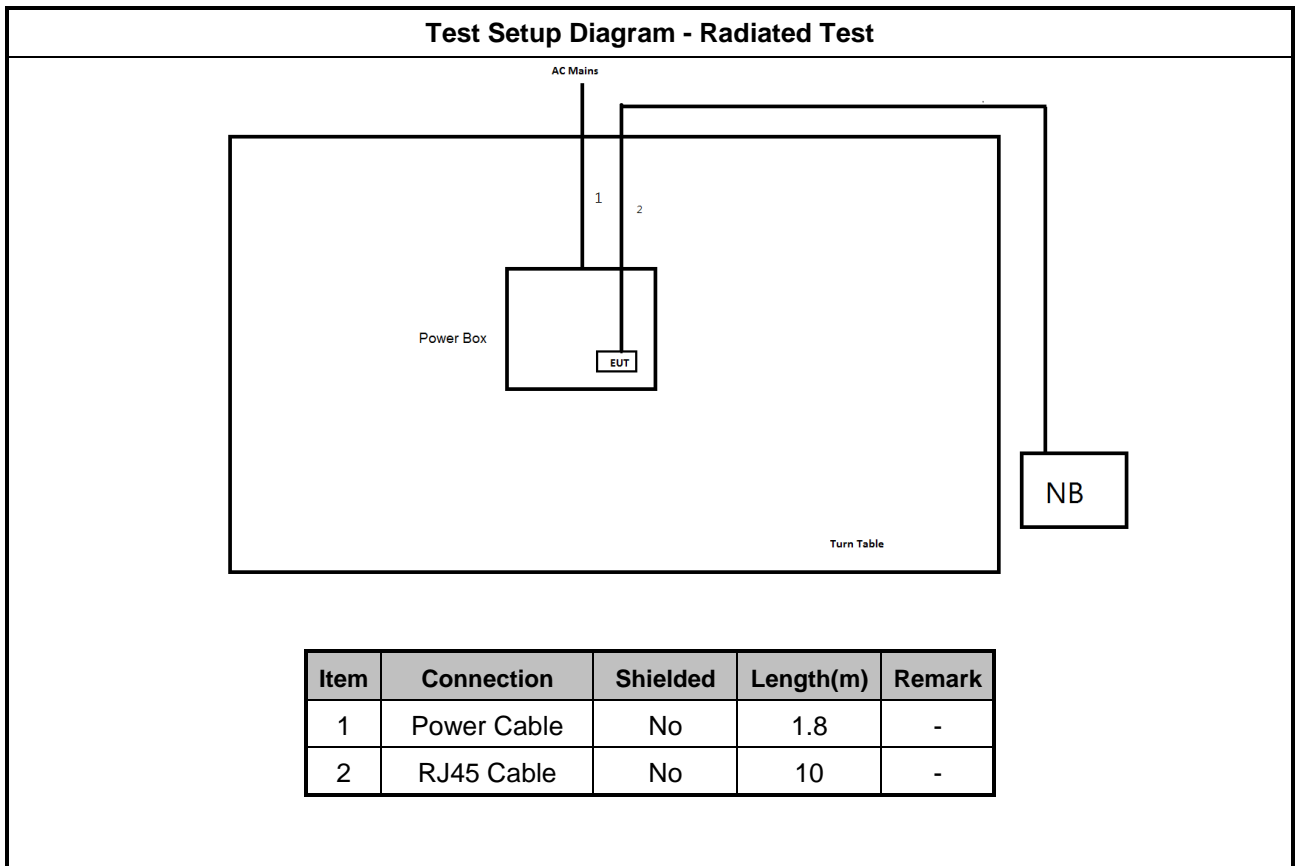 Test Setup Diagram - Radiated Test
AC Mains
1
2
Power Box
EUT
NB
Turn Table
Item Connection Shielded Length(m) Remark
1 Power Cable No 1.8 -
2 RJ45 Cable No 10 -